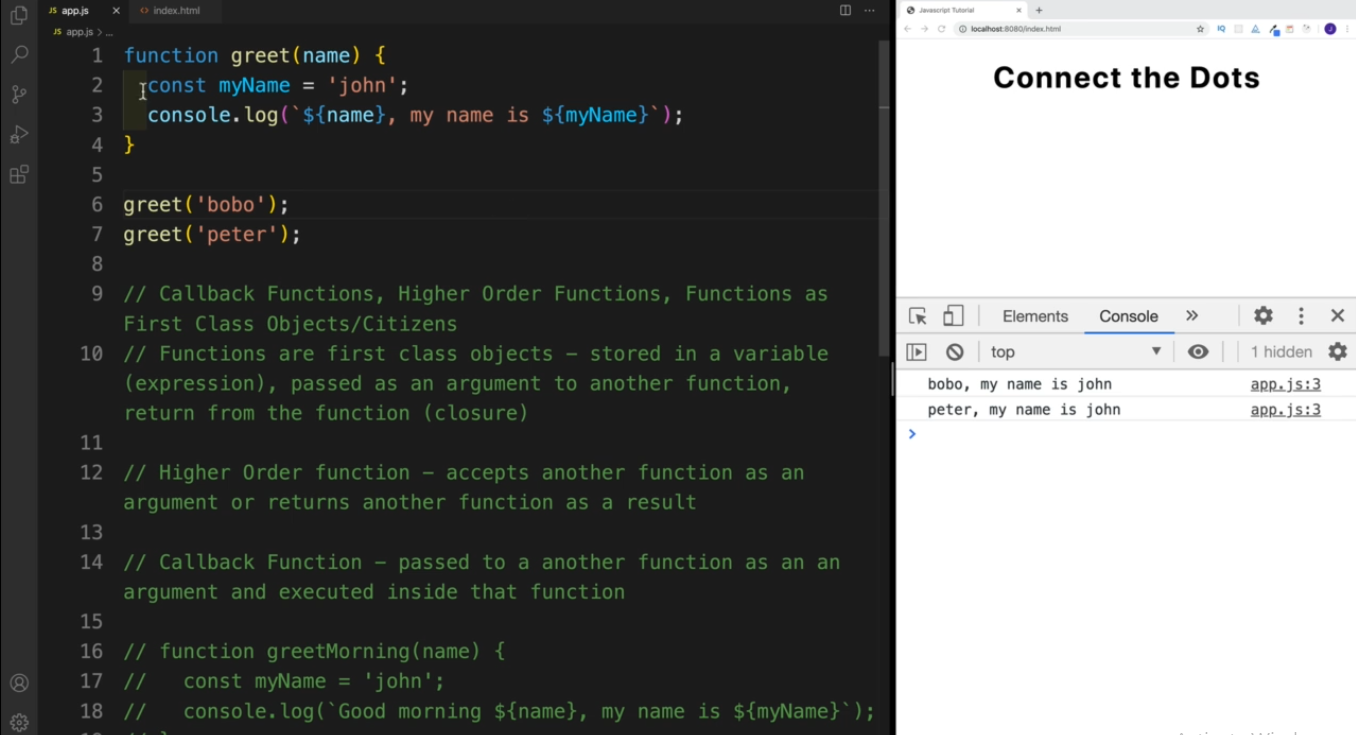 app.js
index.html
app.js > ...
1 function greet(name) {
2 const myName = 'john';
3 console.log(`${name}, my name is ${myName}`);
4 }
5
6 greet('bobo');
7 greet('peter');
8
9 // Callback Functions, Higher Order Functions, Functions as
First Class Objects/Citizens
10 // Functions are first class objects - stored in a variable
(expression), passed as an argument to another function,
return from the function (closure)
11
12 // Higher Order function - accepts another function as an
argument or returns another function as a result
13
14 // Callback Function - passed to a another function as an an
argument and executed inside that function
15
16 // function greetMorning(name) {
17 // const myName = 'john';
18 // console.log(`Good morning ${name}, my name is ${myName}`);
Javascript Tutorial
localhost:8080/index.html
Connect the Dots
Elements Console
top 1 hidden
bobo, my name is john app.js:3
peter, my name is john app.js:3